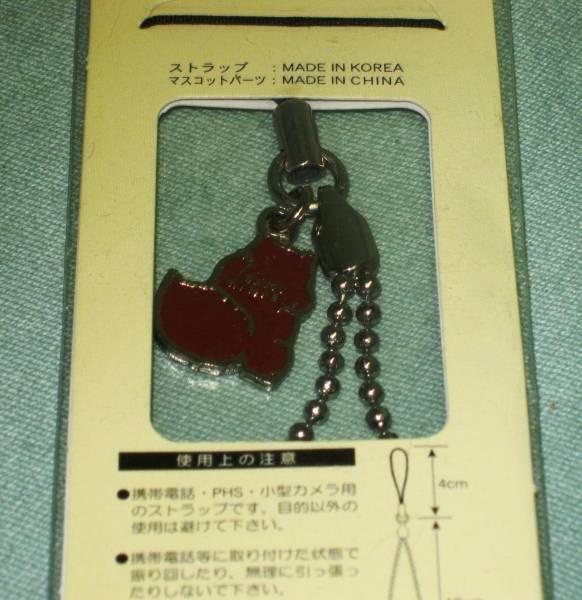 ストラップ : MADE IN KOREA
マスコットパーツ : MADE IN CHINA
使用上の注意
●携帯電話・PHS・小型カメラ用
のストラップです。目的以外の
使用は避けて下さい。
●携帯電話等に取り付けた状態で
振り回したり、無理に引っ張っ
たりしないで下さい。
4cm